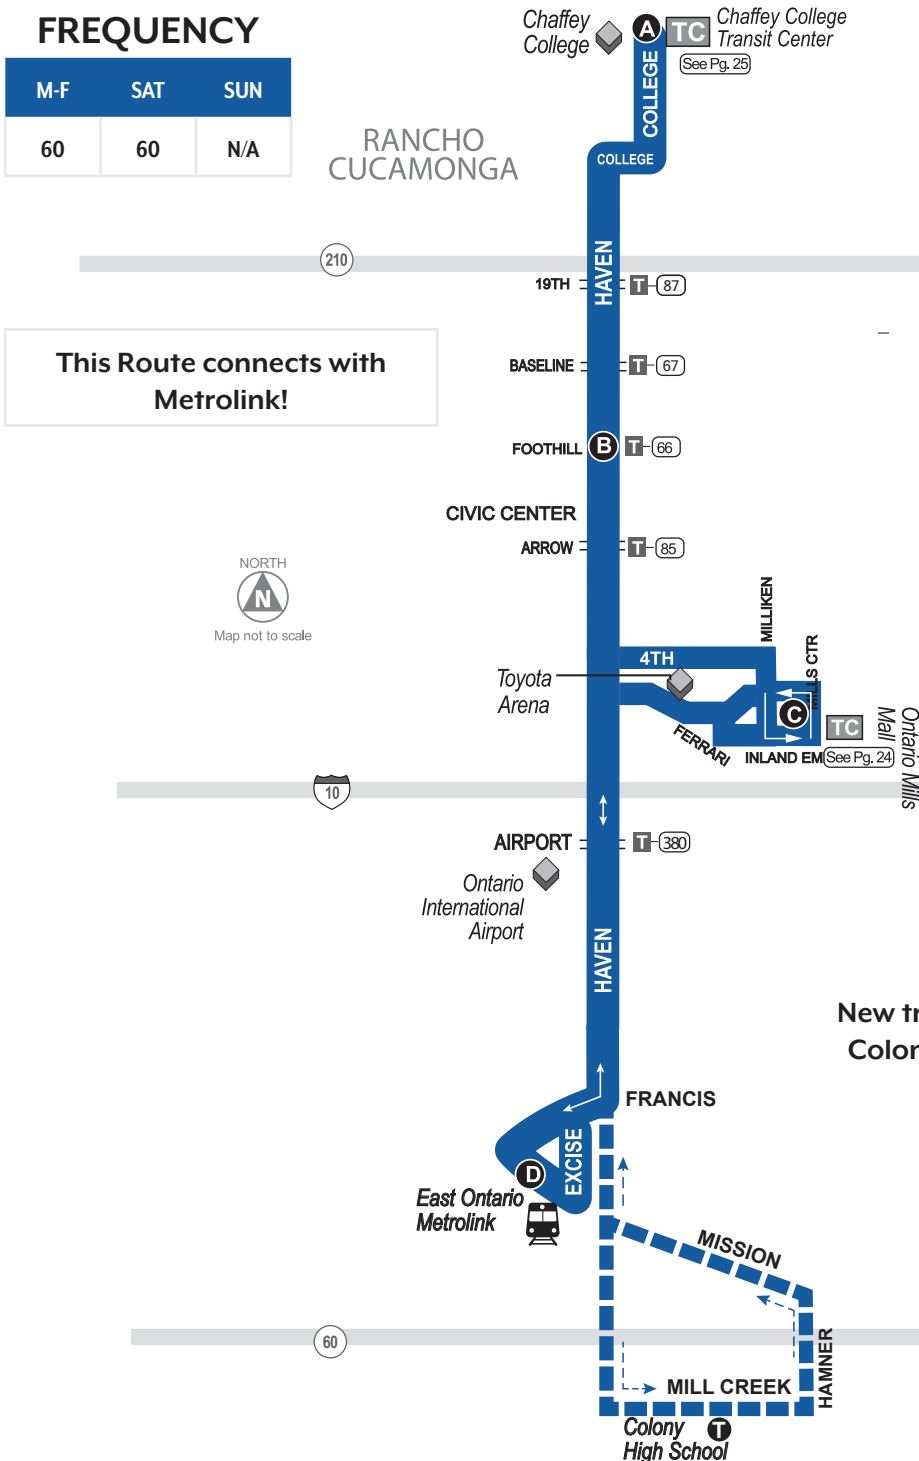 FREQUENCY
M-F SAT SUN
60 60 N/A
Chaffey
College
A
TC
Chaffey College
Transit Center
See Pg. 25
COLLEGE
COLLEGE
RANCHO
CUCAMONGA
210
HAVEN
19TH
T
87
This Route connects with
Metrolink!
BASELINE
T
67
FOOTHILL
B
T
66
CIVIC CENTER
ARROW
T
85
NORTH
N
Map not to scale
MILLIKEN
4TH
MILLS CTR
Toyota
Arena
C
TC
Ontario Mills
Mall
FERRARI
INLAND EM
See Pg. 24
10
AIRPORT
T
380
Ontario
International
Airport
HAVEN
New tr
Color
FRANCIS
EXCISE
D
East Ontario
Metrolink
MISSION
60
HAMNER
MILL CREEK
Colony
High School
T